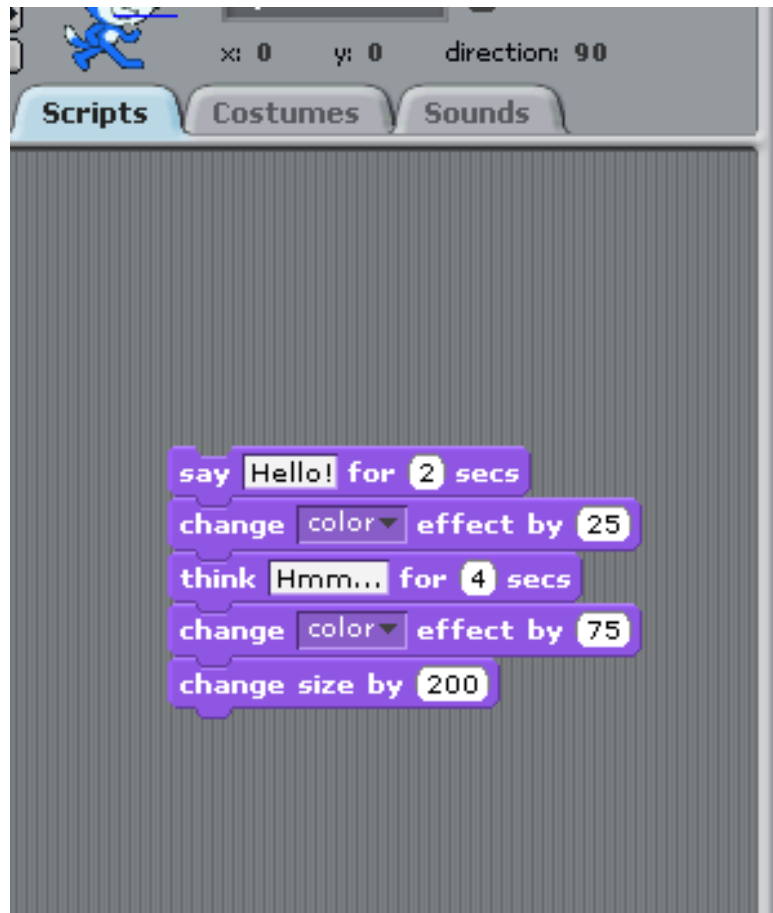 x: 0 y: 0 direction: 90
Scripts Costumes Sounds
say Hello! for 2 secs
change color effect by 25
think Hmm... for 4 secs
change color effect by 75
change size by 200